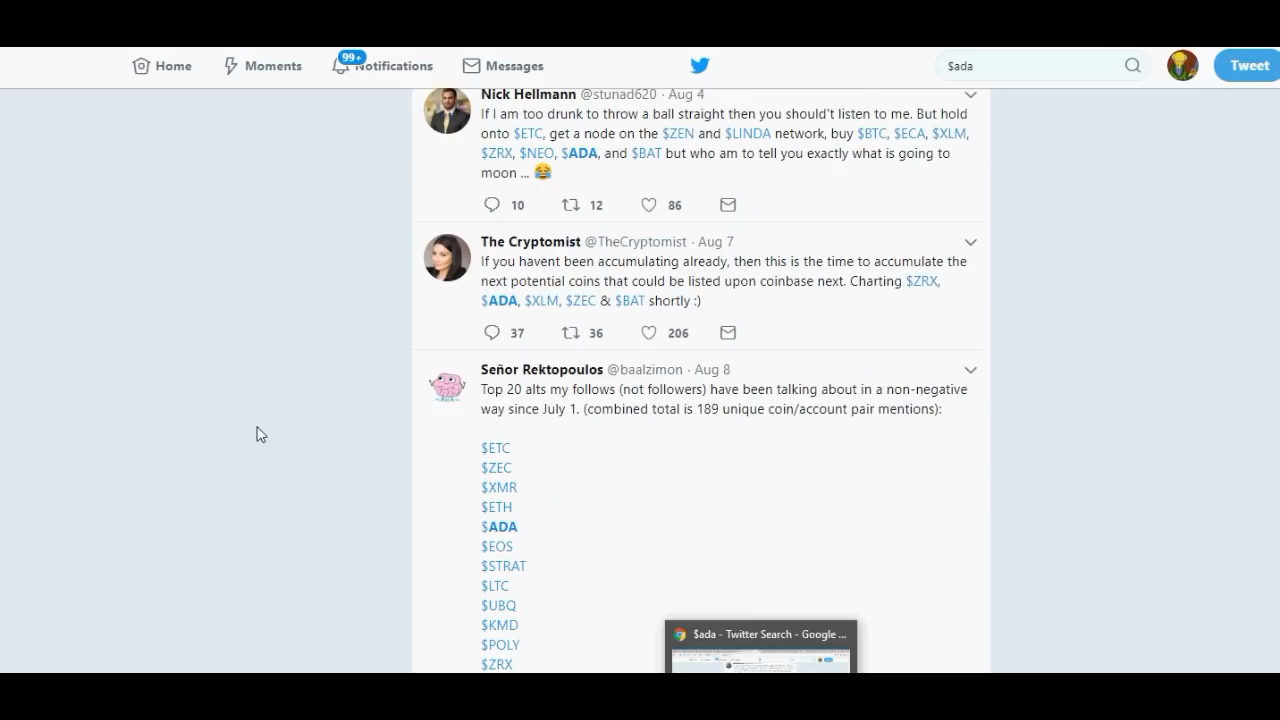 Home
Moments
99+
Notifications
Messages
$ada
Tweet
Nick Hellmann @stunad620 · Aug 4
If I am too drunk to throw a ball straight then you should't listen to me. But hold
onto $ETC, get a node on the $ZEN and $LINDA network, buy $BTC, $ECA, $XLM,
$ZRX, $NEO, $ADA, and $BAT but who am to tell you exactly what is going to
moon ... 😂
10 12 86
The Cryptomist @TheCryptomist · Aug 7
If you havent been accumulating already, then this is the time to accumulate the
next potential coins that could be listed upon coinbase next. Charting $ZRX,
$ADA, $XLM, $ZEC & $BAT shortly :)
37 36 206
Señor Rektopoulos @baalzimon · Aug 8
Top 20 alts my follows (not followers) have been talking about in a non-negative
way since July 1. (combined total is 189 unique coin/account pair mentions):
$ETC
$ZEC
$XMR
$ETH
$ADA
$EOS
$STRAT
$LTC
$UBQ
$KMD
$POLY
$ZRX
$ada - Twitter Search - Google ...